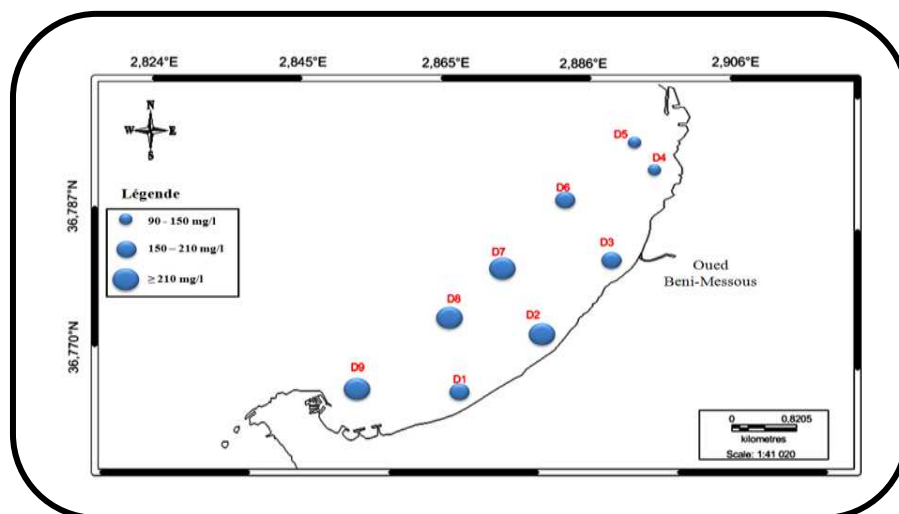 2,824°E 2,845°E 2,865°E 2,886°E 2,906°E
N
W E
S
Légende
90 - 150 mg/l
150 – 210 mg/l
≥ 210 mg/l
36,787°N
36,770°N
D5
D4
D6
D3
D7
Oued
Beni-Messous
D8
D2
D9
D1
0 0,8205
kilometres
Scale: 1:41 020